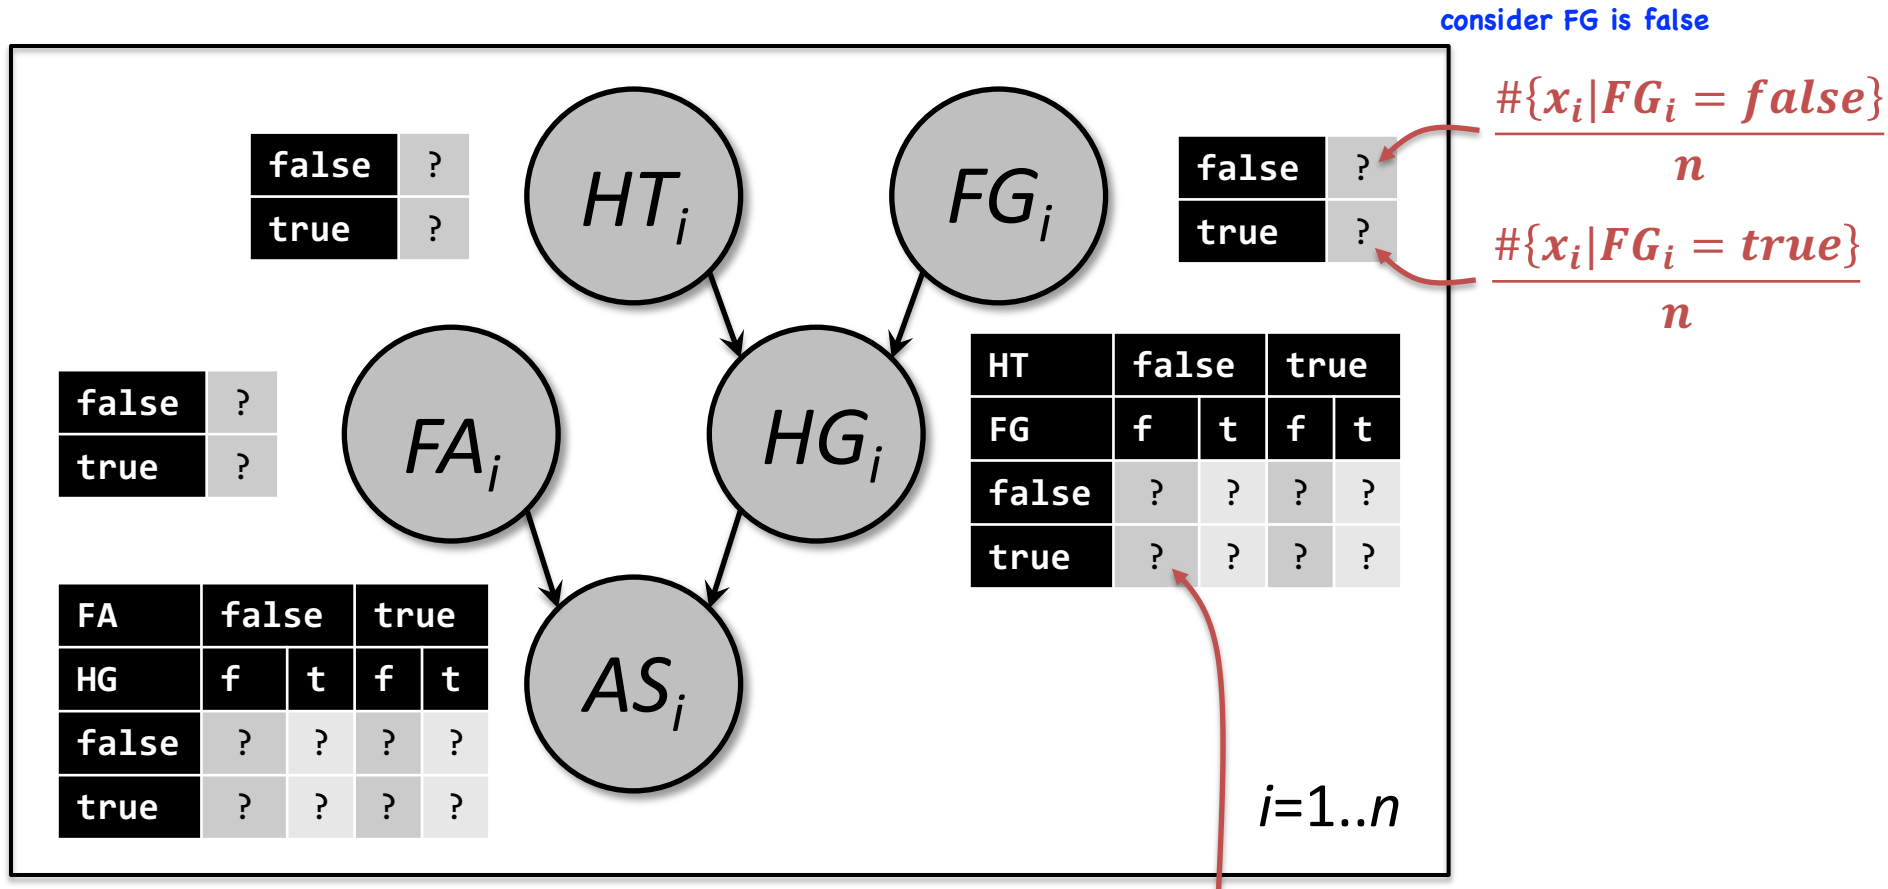 consider FG is false
#{x_i|FG_i = false}
n
false ?
true ?
HT_i
FG_i
false ?
true ?
#{x_i|FG_i = true}
n
false ?
true ?
FA_i
HG_i
HT false true
FG f t f t
false ? ? ? ?
true ? ? ? ?
FA false true
HG f t f t
false ? ? ? ?
true ? ? ? ?
AS_i
i=1..n